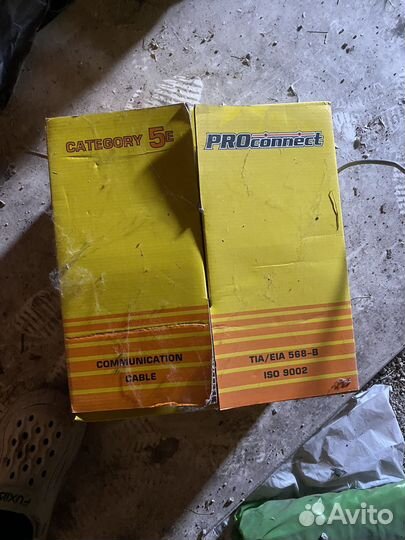 CATEGORY 5E
PROconnect
COMMUNICATION
CABLE
TIA/EIA 568-B
ISO 9002
Avito